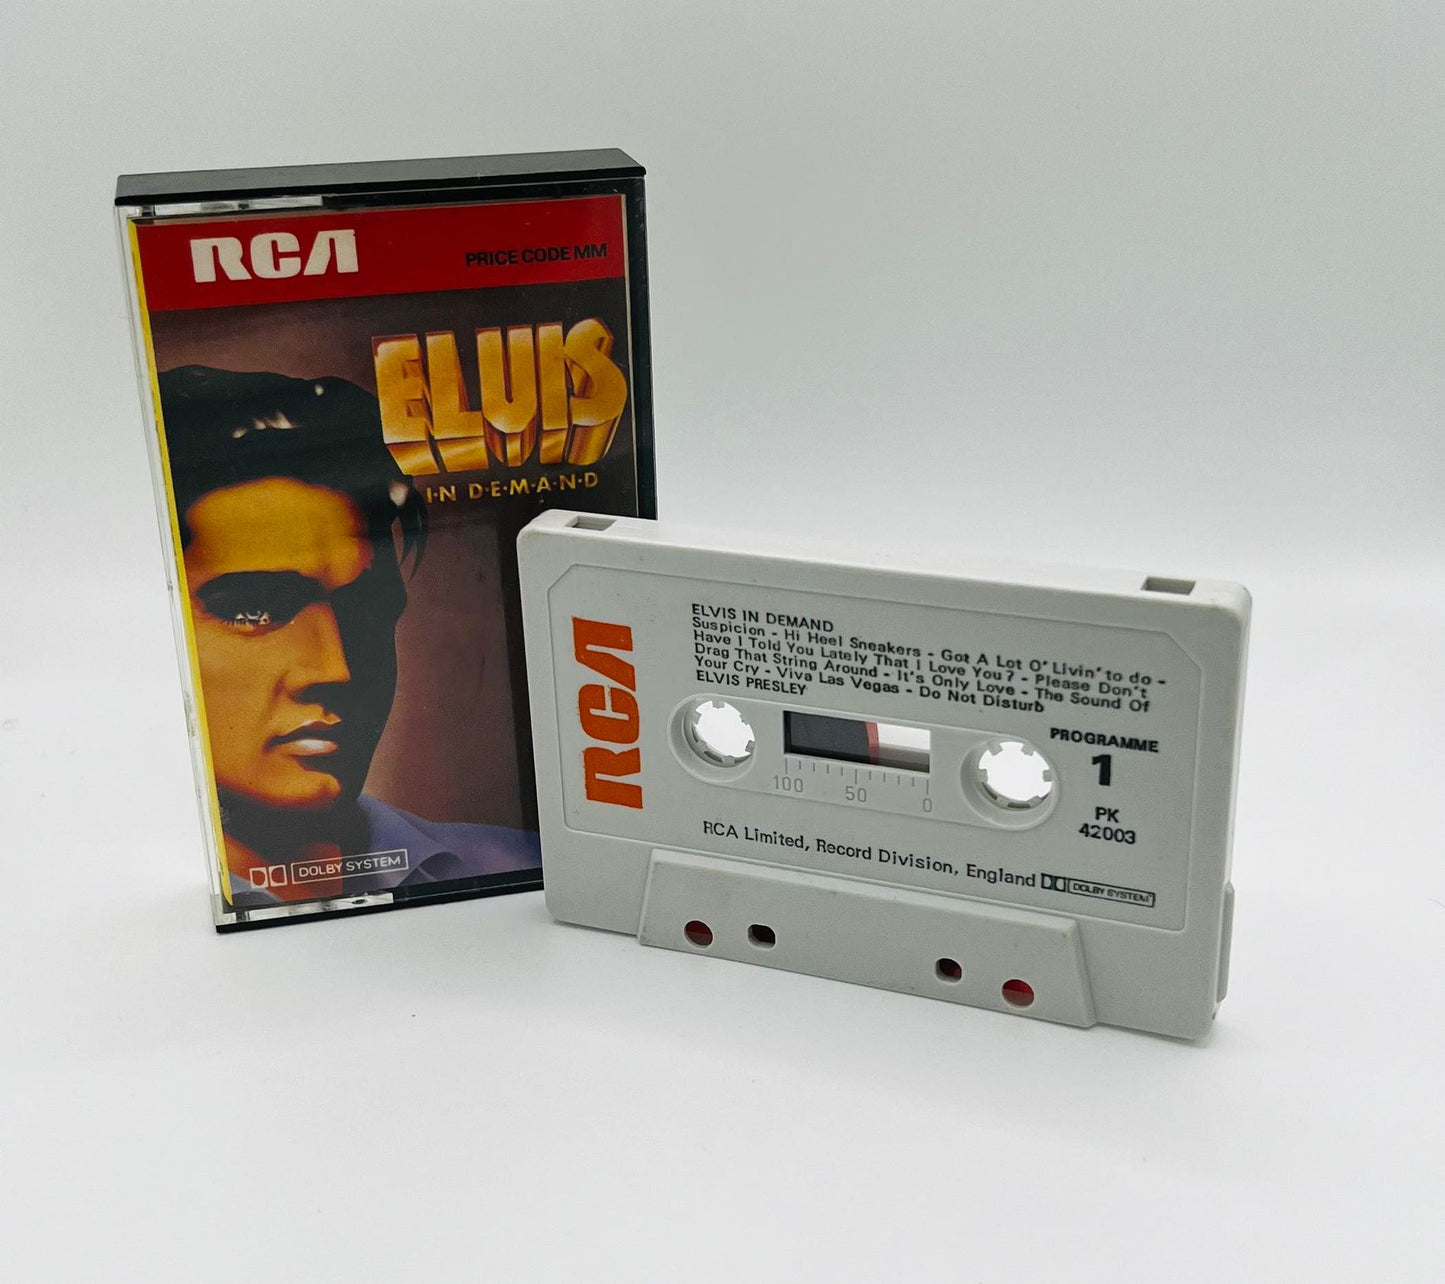 RCA
PRICE CODE MM
ELVIS
I·N D·E·M·A·N·D
DOLBY SYSTEM
RCA
ELVIS IN DEMAND
Suspicion - Hi Heel Sneakers - Got A Lot O' Livin' to do -
Have I Told You Lately That I Love You? - Please Don't
Drag That String Around - It's Only Love - The Sound Of
Your Cry - Viva Las Vegas - Do Not Disturb
ELVIS PRESLEY
PROGRAMME
1
100 50 0
PK
42003
RCA Limited, Record Division, England
DOLBY SYSTEM